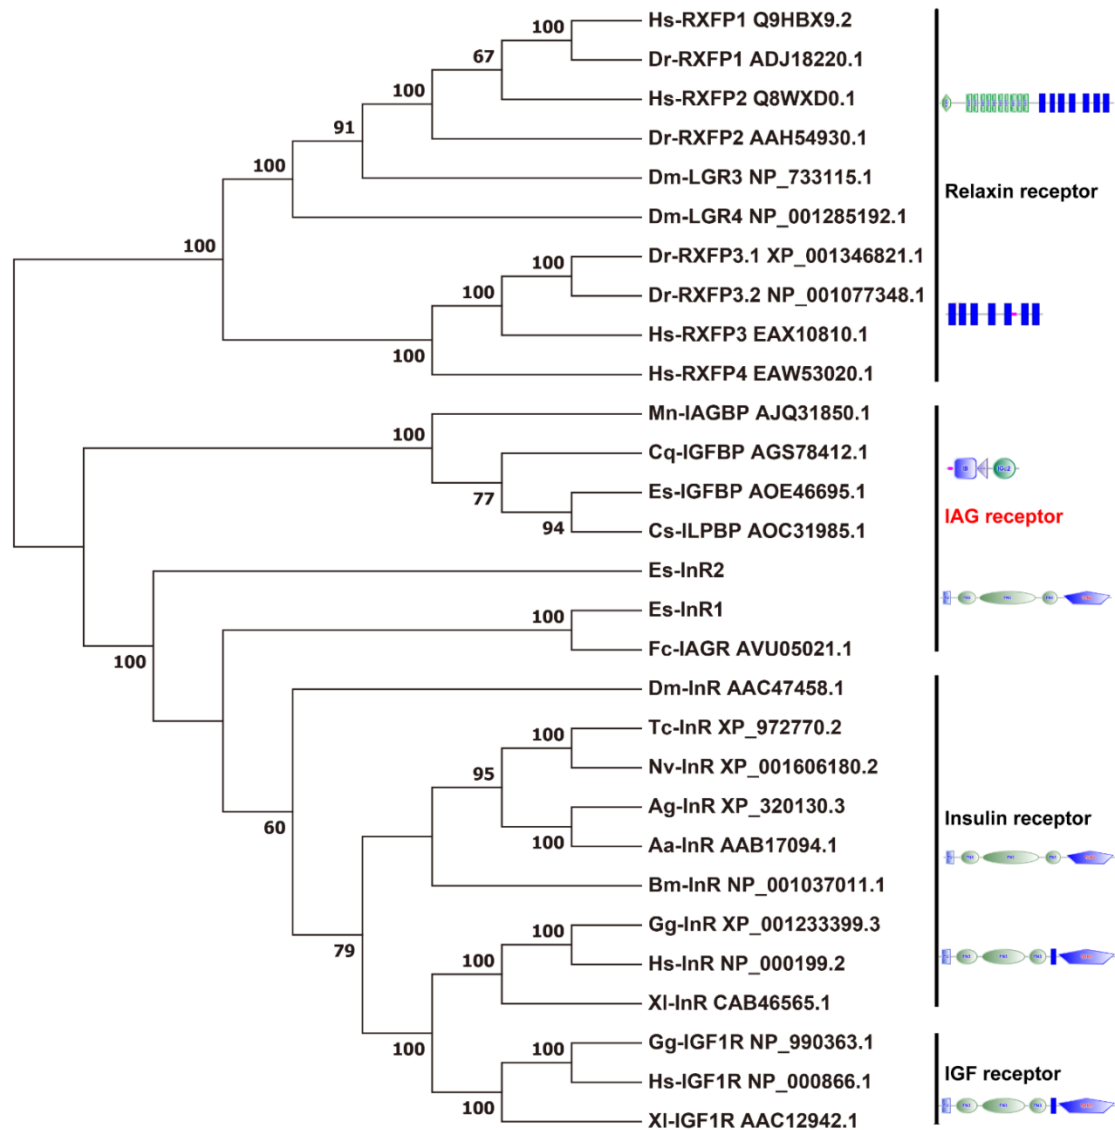 Hs-RXFP1 Q9HBX9.2
100
Dr-RXFP1 ADJ18220.1
67
Hs-RXFP2 Q8WXD0.1
100
91
Dr-RXFP2 AAH54930.1
100
Dm-LGR3 NP_733115.1
Relaxin receptor
Dm-LGR4 NP_001285192.1
100
100
Dr-RXFP3.1 XP_001346821.1
100
Dr-RXFP3.2 NP_001077348.1
Hs-RXFP3 EAX10810.1
100
Hs-RXFP4 EAW53020.1
Mn-IAGBP AJQ31850.1
100
Cq-IGFBP AGS78412.1
IB
IGc2
77
Es-IGFBP AOE46695.1
IAG receptor
94
Cs-ILPBP AOC31985.1
Es-InR2
100
Es-InR1
100
Fc-IAGR AVU05021.1
Dm-InR AAC47458.1
100
Tc-InR XP_972770.2
95
Nv-InR XP_001606180.2
Ag-InR XP_320130.3
Insulin receptor
60
100
Aa-InR AAB17094.1
Bm-InR NP_001037011.1
100
Gg-InR XP_001233399.3
79
100
Hs-InR NP_000199.2
Xl-InR CAB46565.1
100
100
Gg-IGF1R NP_990363.1
IGF receptor
Hs-IGF1R NP_000866.1
100
Xl-IGF1R AAC12942.1